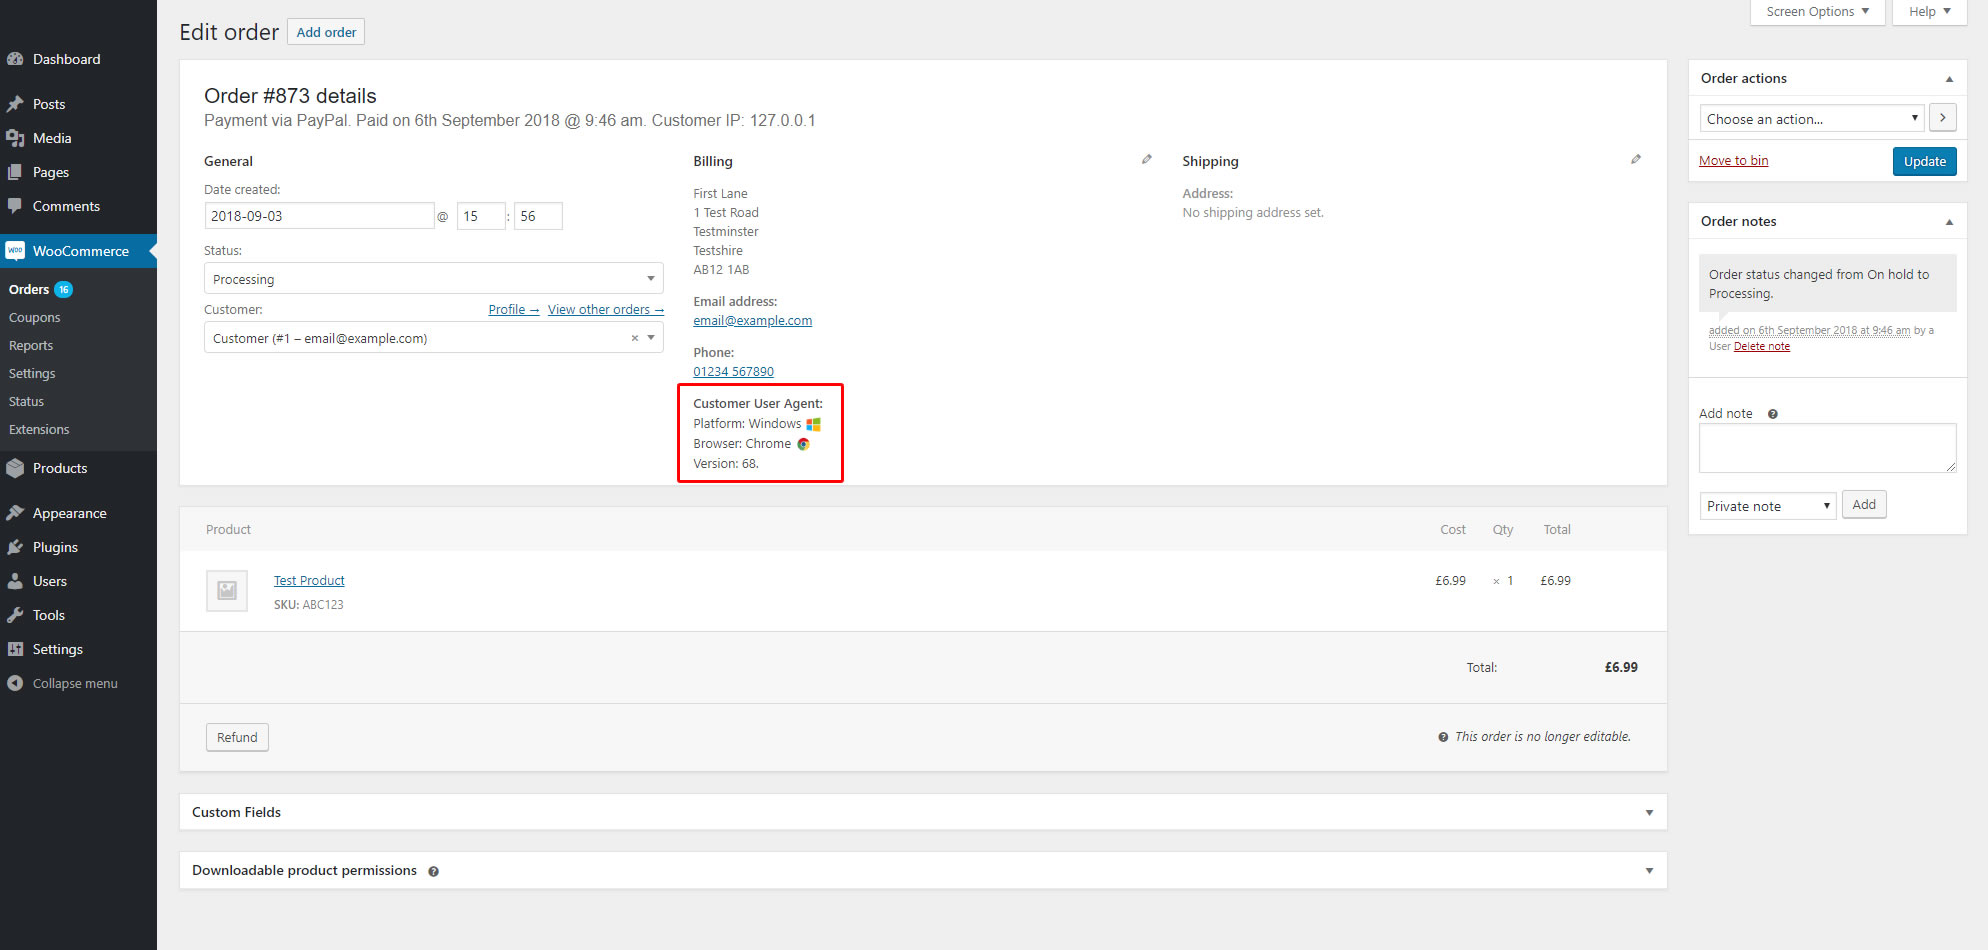 Screen Options
Help
Edit order
Add order
Dashboard
Posts
Media
Pages
Comments
WooCommerce
Orders 16
Coupons
Reports
Settings
Status
Extensions
Products
Appearance
Plugins
Users
Tools
Settings
Collapse menu
Order #873 details
Payment via PayPal. Paid on 6th September 2018 @ 9:46 am. Customer IP: 127.0.0.1
General
Date created:
2018-09-03 @ 15 : 56
Status:
Processing
Customer: Profile → View other orders →
Customer (#1 – email@example.com) ×
Billing
First Lane
1 Test Road
Testminster
Testshire
AB12 1AB
Email address:
email@example.com
Phone:
01234 567890
Customer User Agent:
Platform: Windows
Browser: Chrome
Version: 68.
Shipping
Address:
No shipping address set.
Product Cost Qty Total
Test Product £6.99 × 1 £6.99
SKU: ABC123
Total: £6.99
Refund
This order is no longer editable.
Custom Fields
Downloadable product permissions
Order actions
Choose an action...
Move to bin
Update
Order notes
Order status changed from On hold to
Processing.
added on 6th September 2018 at 9:46 am by a
User Delete note
Add note
Private note
Add